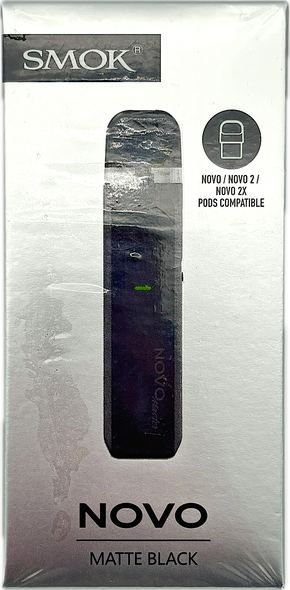 SMOK®
NOVO / NOVO 2 /
NOVO 2X
PODS COMPATIBLE
NOVO
NOVO
MATTE BLACK